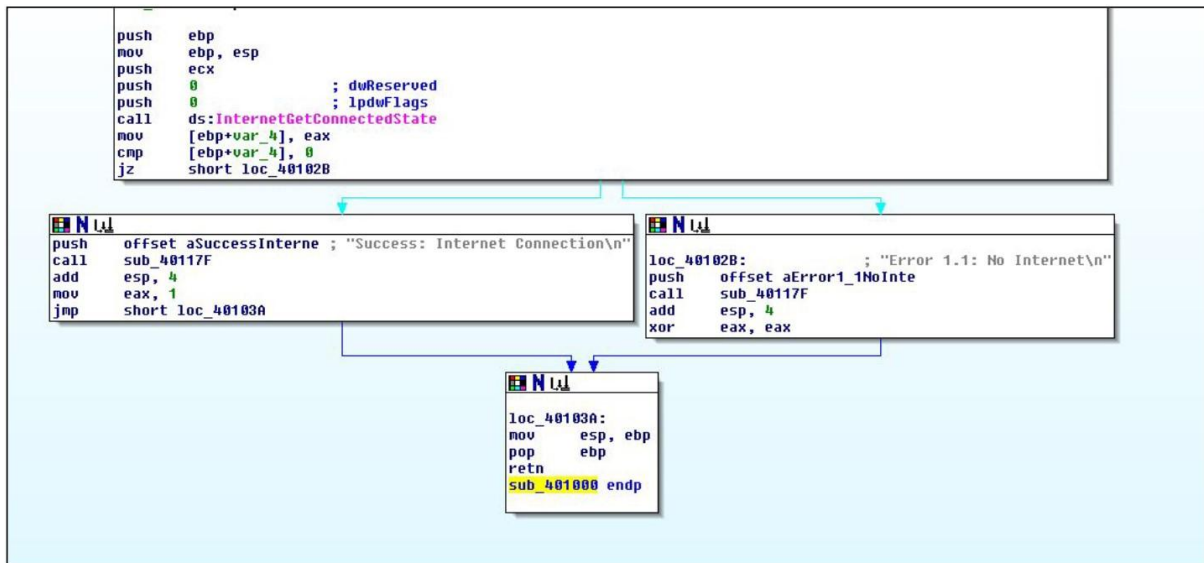 push ebp
mov ebp, esp
push ecx
push 0 ; dwReserved
push 0 ; lpdwFlags
call ds:InternetGetConnectedState
mov [ebp+var_4], eax
cmp [ebp+var_4], 0
jz short loc_40102B
push offset aSuccessInterne ; "Success: Internet Connection\n"
call sub_40117F
add esp, 4
mov eax, 1
jmp short loc_40103A
loc_40102B: ; "Error 1.1: No Internet\n"
push offset aError1_1NoInte
call sub_40117F
add esp, 4
xor eax, eax
loc_40103A:
mov esp, ebp
pop ebp
retn
sub_401000 endp